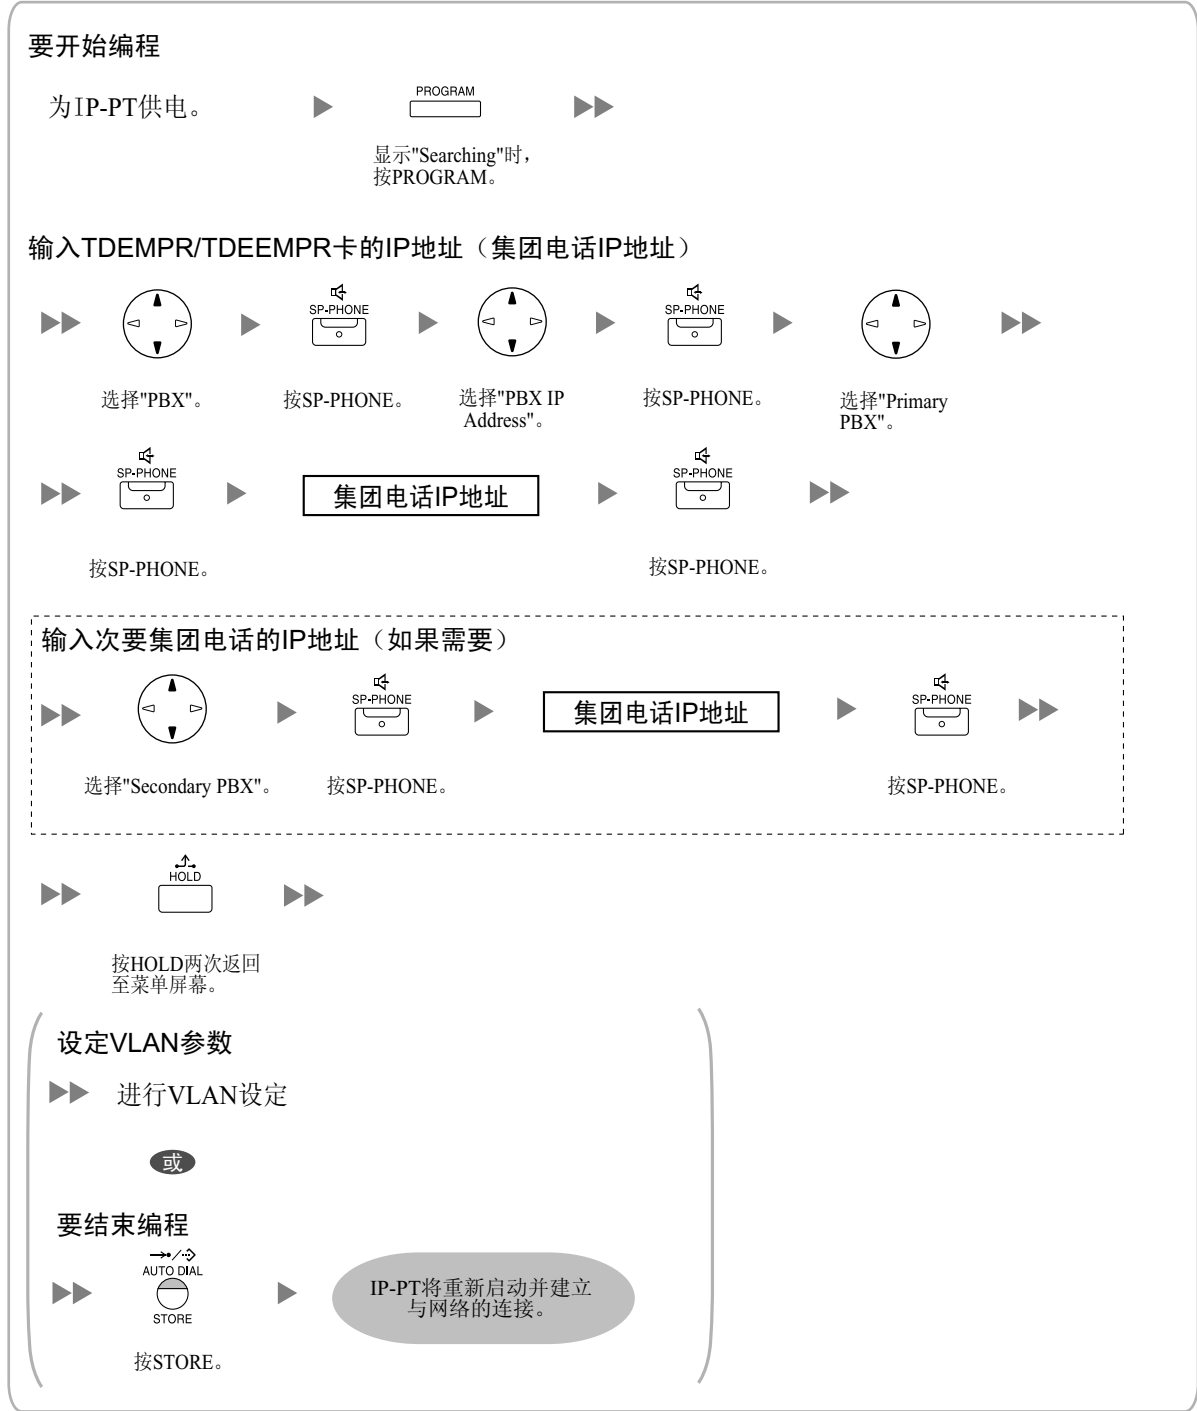 要开始编程
为IP-PT供电。
PROGRAM
显示"Searching"时，
按PROGRAM。
输入TDEMPR/TDEEMPR卡的IP地址（集团电话IP地址）
选择"PBX"。
SP-PHONE
按SP-PHONE。
选择"PBX IP
Address"。
SP-PHONE
按SP-PHONE。
选择"Primary
PBX"。
SP-PHONE
按SP-PHONE。
集团电话IP地址
SP-PHONE
按SP-PHONE。
输入次要集团电话的IP地址（如果需要）
选择"Secondary PBX"。
SP-PHONE
按SP-PHONE。
集团电话IP地址
SP-PHONE
按SP-PHONE。
HOLD
按HOLD两次返回
至菜单屏幕。
设定VLAN参数
进行VLAN设定
或
要结束编程
AUTO DIAL
STORE
按STORE。
IP-PT将重新启动并建立
与网络的连接。